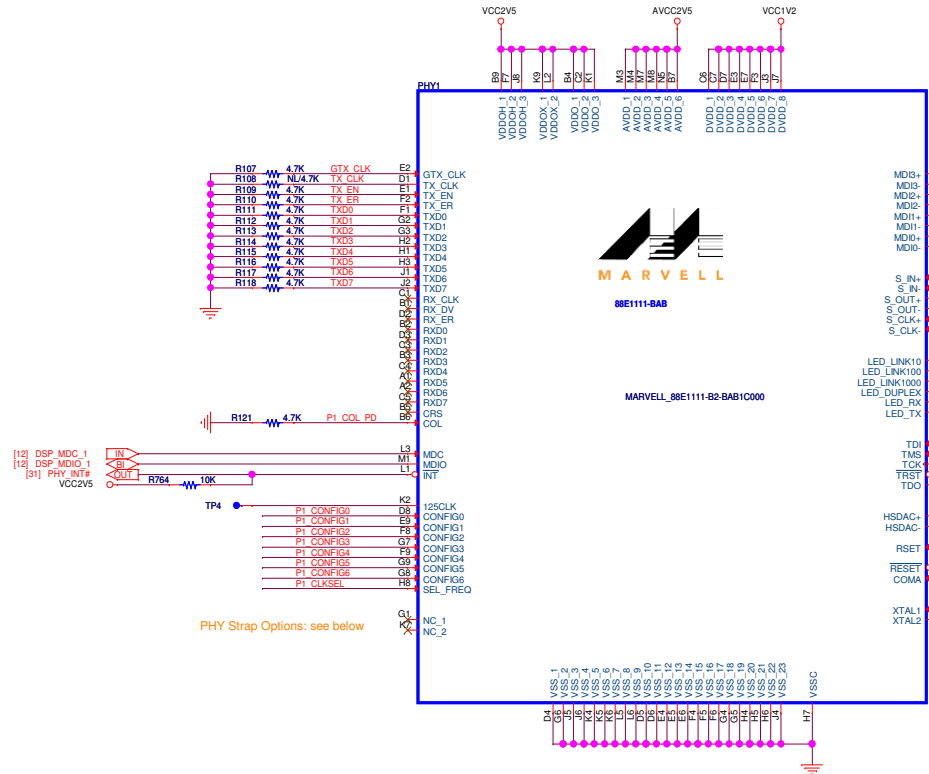 VCC2V5 AVCC2V5 VCC1V2
B9 F7 J8 K9 L2 B4 C2 K1 M3 M4 M7 M8 N5 B7 C6 C7 D7 E3 E7 F3 J3 J7
PHY1
VDDOH_1 VDDOH_2 VDDOH_3 VDDOX_1 VDDOX_2 VDDO_1 VDDO_2 VDDO_3 AVDD_1 AVDD_2 AVDD_3 AVDD_4 AVDD_5 AVDD_6 DVDD_1 DVDD_2 DVDD_3 DVDD_4 DVDD_5 DVDD_6 DVDD_7 DVDD_8
R107 4.7K GTX_CLK E2 GTX_CLK MDI3+
R108 NL/4.7K TX_CLK D1 TX_CLK MDI3-
R109 4.7K TX_EN E1 TX_EN MDI2+
R110 4.7K TX_ER F2 TX_ER MDI2-
R111 4.7K TXD0 F1 TXD0 MDI1+
R112 4.7K TXD1 G2 TXD1 MDI1-
R113 4.7K TXD2 G3 TXD2 MDI0+
R114 4.7K TXD3 H2 TXD3 MDI0-
R115 4.7K TXD4 H1 TXD4
R116 4.7K TXD5 H3 TXD5
R117 4.7K TXD6 J1 TXD6 S_IN+
R118 4.7K TXD7 J2 TXD7 S_IN-
MARVELL
C1 RX_CLK S_OUT+
B1 RX_DV S_OUT-
88E1111-BAB
D2 RX_ER S_CLK+
B2 RXD0 S_CLK-
D3 RXD1
C3 RXD2
B3 RXD3 LED_LINK10
C4 RXD4 LED_LINK100
A1 RXD5 LED_LINK1000
A2 RXD6 LED_DUPLEX
C5 RXD7 LED_RX
MARVELL_88E1111-B2-BAB1C000
B5 CRS LED_TX
R121 4.7K P1_COL_PD B6 COL
TDI
[12] DSP_MDC_1 IN L3 MDC TMS
[12] DSP_MDIO_1 BI M1 MDIO TCK
[31] PHY_INT# OUT L1 INT TRST
VCC2V5 R764 10K TDO
TP4 K2 125CLK
P1_CONFIG0 D8 CONFIG0 HSDAC+
P1_CONFIG1 E9 CONFIG1 HSDAC-
P1_CONFIG2 F8 CONFIG2
P1_CONFIG3 G7 CONFIG3 RSET
P1_CONFIG4 F9 CONFIG4
P1_CONFIG5 G9 CONFIG5 RESET
P1_CONFIG6 G8 CONFIG6 COMA
P1_CLKSEL H8 SEL_FREQ
G1 NC_1 XTAL1
PHY Strap Options: see below
NC_2 XTAL2
VSS_1 VSS_2 VSS_3 VSS_4 VSS_5 VSS_6 VSS_7 VSS_8 VSS_9 VSS_10 VSS_11 VSS_12 VSS_13 VSS_14 VSS_15 VSS_16 VSS_17 VSS_18 VSS_19 VSS_20 VSS_21 VSS_22 VSS_23 VSSC
D4 G6 J5 J6 K4 K5 K6 L5 L6 D5 D6 E4 E5 E6 F4 F5 F6 G4 G5 H4 H5 H6 J4 H7